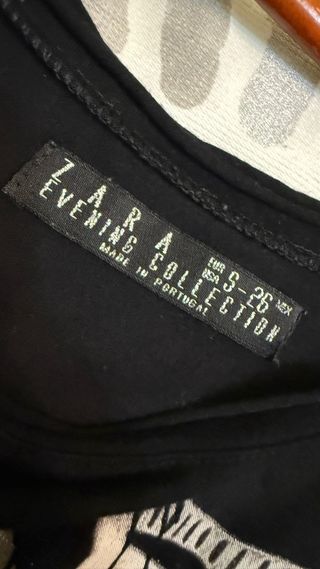 ZARA
EUR USA S-26 MEX
EVENING COLLECTION
MADE IN PORTUGAL